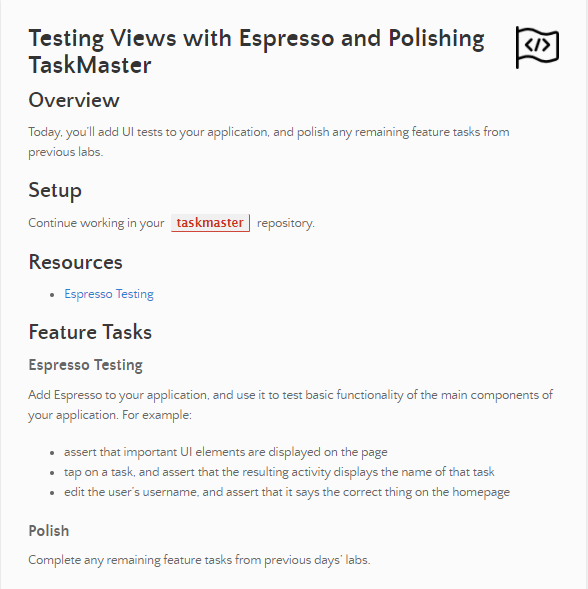 Testing Views with Espresso and Polishing
TaskMaster
</>
Overview
Today, you'll add UI tests to your application, and polish any remaining feature tasks from
previous labs.
Setup
Continue working in your taskmaster repository.
Resources
• Espresso Testing
Feature Tasks
Espresso Testing
Add Espresso to your application, and use it to test basic functionality of the main components of
your application. For example:
• assert that important UI elements are displayed on the page
• tap on a task, and assert that the resulting activity displays the name of that task
• edit the user's username, and assert that it says the correct thing on the homepage
Polish
Complete any remaining feature tasks from previous days' labs.